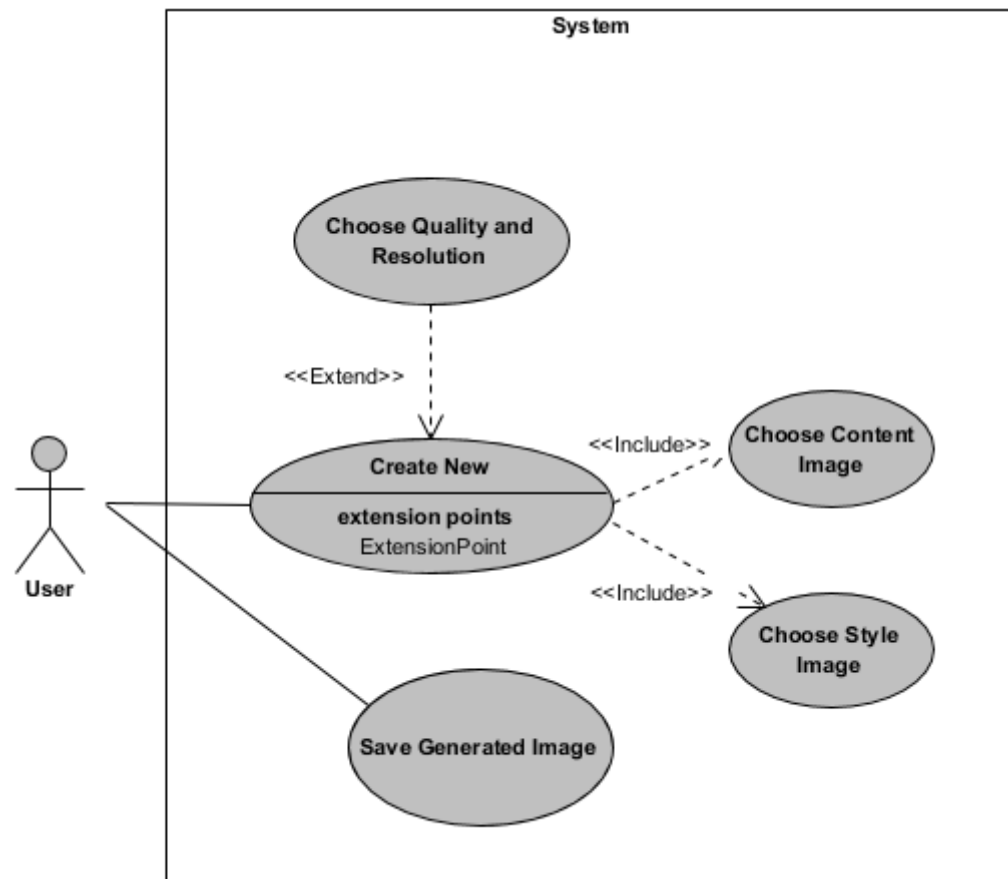 System
Choose Quality and
Resolution
<<Extend>>
Create New
extension points
ExtensionPoint
<<Include>>
Choose Content
Image
<<Include>>
Choose Style
Image
User
Save Generated Image